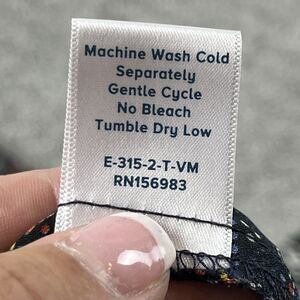 Machine Wash Cold
Separately
Gentle Cycle
No Bleach
Tumble Dry Low
E-315-2-T-VM
RN156983